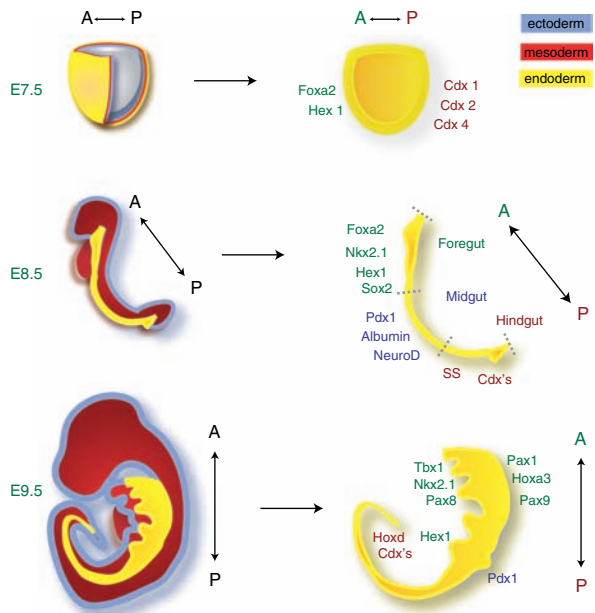 A P
A P
ectoderm
mesoderm
endoderm
E7.5
Foxa2
Hex 1
Cdx 1
Cdx 2
Cdx 4
E8.5
A
P
Foxa2
Nkx2.1
Hex1
Sox2
Foregut
A
Midgut
Pdx1
Albumin
NeuroD
Hindgut
P
SS
Cdx's
E9.5
A
P
Tbx1
Nkx2.1
Pax8
Pax1
Hoxa3
Pax9
A
Hoxd
Cdx's
Hex1
Pdx1
P